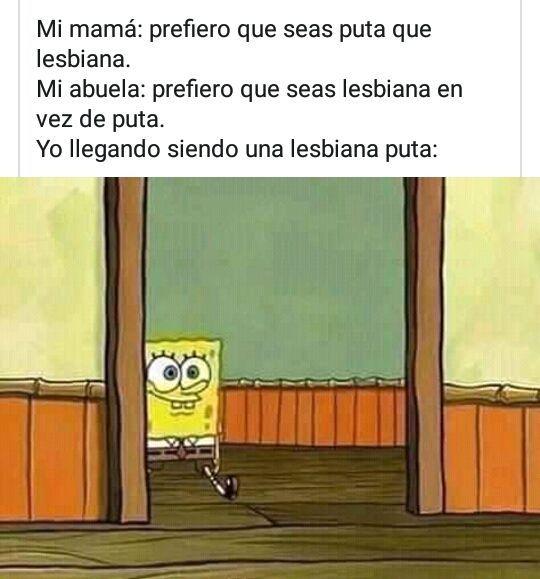 Mi mamá: prefiero que seas puta que
lesbiana.
Mi abuela: prefiero que seas lesbiana en
vez de puta.
Yo llegando siendo una lesbiana puta: